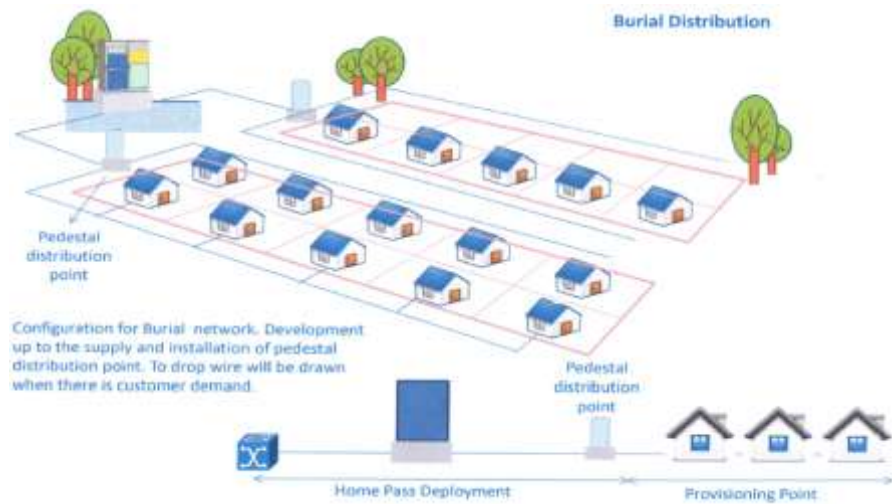 Burial Distribution
Pedestal
distribution
point
Configuration for Burial network. Development
up to the supply and installation of pedestal
distribution point. To drop wire will be drawn
when there is customer demand.
Pedestal
distribution
point
Home Pass Deployment
Provisioning Point